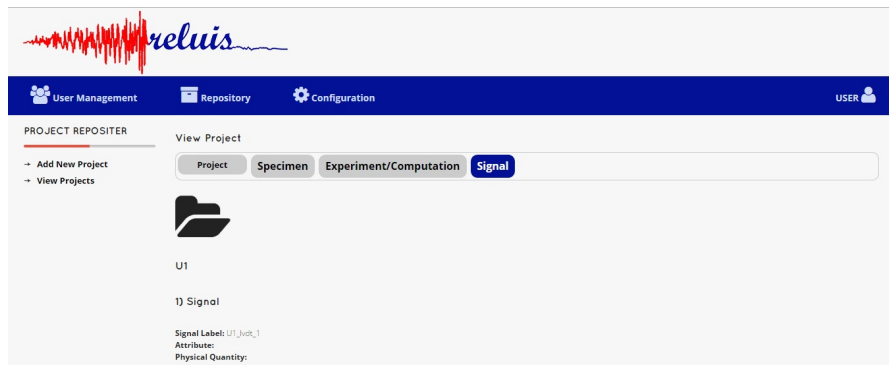 reluis
User Management Repository Configuration USER
PROJECT REPOSITER
→ Add New Project
→ View Projects
View Project
Project Specimen Experiment/Computation Signal
U1
1) Signal
Signal Label: U1_lvdt_1
Attribute:
Physical Quantity: